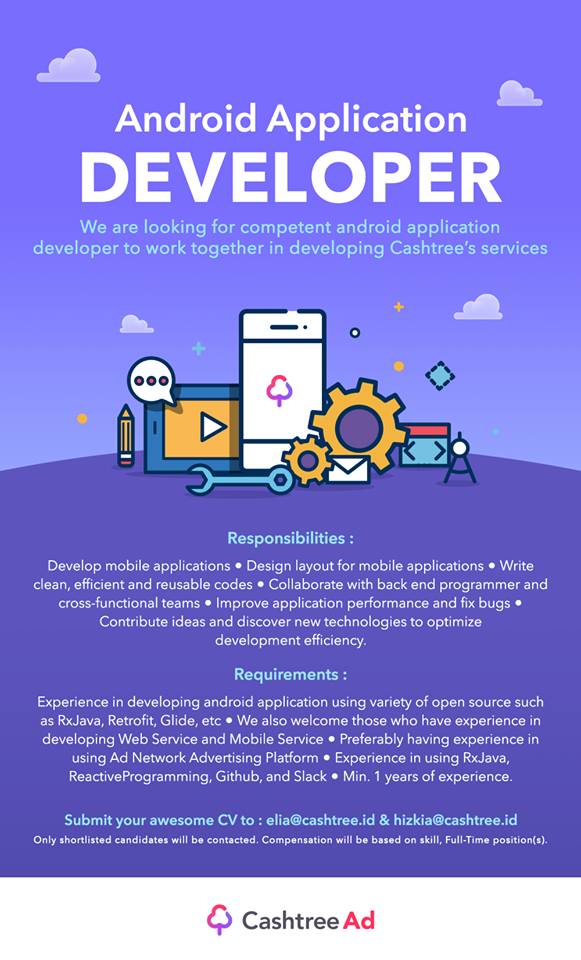 Android Application
DEVELOPER
We are looking for competent android application
developer to work together in developing Cashtree's services
Responsibilities :
Develop mobile applications • Design layout for mobile applications • Write
clean, efficient and reusable codes • Collaborate with back end programmer and
cross-functional teams • Improve application performance and fix bugs •
Contribute ideas and discover new technologies to optimize
development efficiency.
Requirements :
Experience in developing android application using variety of open source such
as RxJava, Retrofit, Glide, etc • We also welcome those who have experience in
developing Web Service and Mobile Service • Preferably having experience in
using Ad Network Advertising Platform • Experience in using RxJava,
ReactiveProgramming, Github, and Slack • Min. 1 years of experience.
Submit your awesome CV to : elia@cashtree.id & hizkia@cashtree.id
Only shortlisted candidates will be contacted. Compensation will be based on skill, Full-Time position(s).
Cashtree Ad